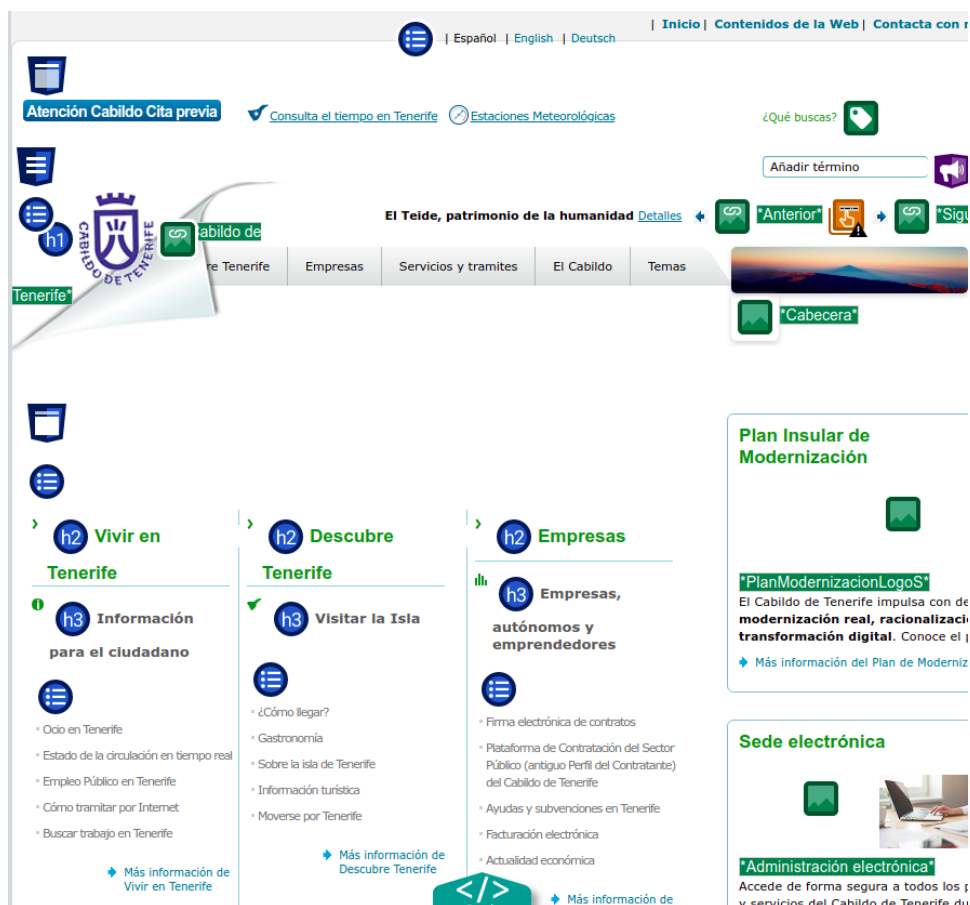 | Inicio | Contenidos de la Web | Contacta con
| Español | English | Deutsch
Atención Cabildo Cita previa
Consulta el tiempo en Tenerife
Estaciones Meteorológicas
¿Qué buscas?
Añadir término
El Teide, patrimonio de la humanidad Detalles
*Anterior*
*Sigu
h1
CABILDO DE TENERIFE
abildo de
Tenerife*
re Tenerife
Empresas
Servicios y tramites
El Cabildo
Temas
*Cabecera*
Plan Insular de
Modernización
*PlanModernizacionLogoS*
El Cabildo de Tenerife impulsa con de
modernización real, racionalizaci
transformación digital. Conoce el p
Más información del Plan de Moderniz
h2 Vivir en
Tenerife
h3 Información
para el ciudadano
Ocio en Tenerife
Estado de la circulación en tiempo real
Empleo Público en Tenerife
Cómo tramitar por Internet
Buscar trabajo en Tenerife
Más información de
Vivir en Tenerife
h2 Descubre
Tenerife
h3 Visitar la Isla
¿Cómo llegar?
Gastronomía
Sobre la isla de Tenerife
Información turística
Moverse por Tenerife
Más información de
Descubre Tenerife
h2 Empresas
h3 Empresas,
autónomos y
emprendedores
Firma electrónica de contratos
Plataforma de Contratación del Sector
Público (antiguo Perfil del Contratante)
del Cabildo de Tenerife
Ayudas y subvenciones en Tenerife
Facturación electrónica
Actualidad económica
Más información de
</>
Sede electrónica
*Administración electrónica*
Accede de forma segura a todos los p
y servicios del Cabildo de Tenerife du